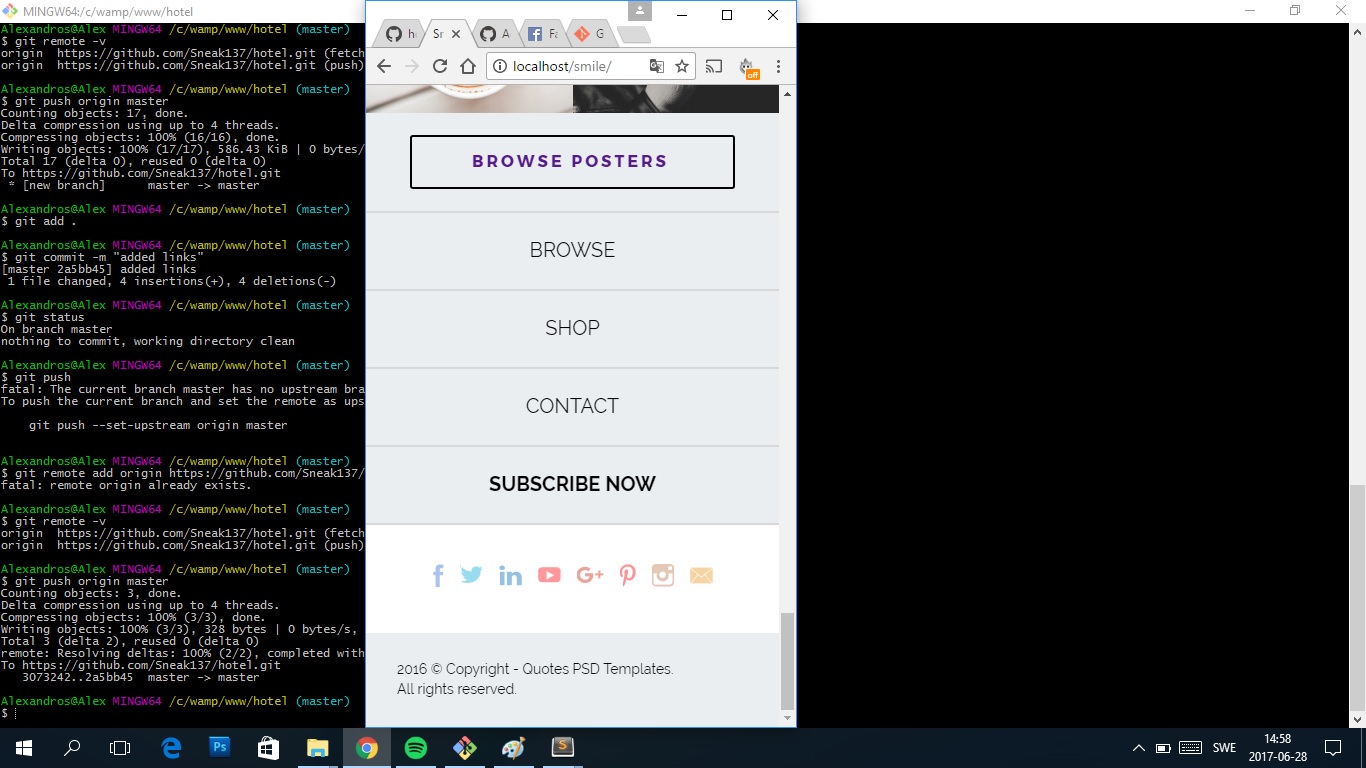 MINGW64:/c/wamp/www/hotel
Alexandros@Alex MINGW64 /c/wamp/www/hotel (master)
$ git remote -v
origin  https://github.com/Sneak137/hotel.git (fetch
origin  https://github.com/Sneak137/hotel.git (push)
Alexandros@Alex MINGW64 /c/wamp/www/hotel (master)
$ git push origin master
Counting objects: 17, done.
Delta compression using up to 4 threads.
Compressing objects: 100% (16/16), done.
Writing objects: 100% (17/17), 586.43 KiB | 0 bytes/
Total 17 (delta 0), reused 0 (delta 0)
To https://github.com/Sneak137/hotel.git
 * [new branch]      master -> master
Alexandros@Alex MINGW64 /c/wamp/www/hotel (master)
$ git add .
Alexandros@Alex MINGW64 /c/wamp/www/hotel (master)
$ git commit -m "added links"
[master 2a5bb45] added links
 1 file changed, 4 insertions(+), 4 deletions(-)
Alexandros@Alex MINGW64 /c/wamp/www/hotel (master)
$ git status
On branch master
nothing to commit, working directory clean
Alexandros@Alex MINGW64 /c/wamp/www/hotel (master)
$ git push
fatal: The current branch master has no upstream bra
To push the current branch and set the remote as ups
    git push --set-upstream origin master
Alexandros@Alex MINGW64 /c/wamp/www/hotel (master)
$ git remote add origin https://github.com/Sneak137/
fatal: remote origin already exists.
Alexandros@Alex MINGW64 /c/wamp/www/hotel (master)
$ git remote -v
origin  https://github.com/Sneak137/hotel.git (fetch
origin  https://github.com/Sneak137/hotel.git (push)
Alexandros@Alex MINGW64 /c/wamp/www/hotel (master)
$ git push origin master
Counting objects: 3, done.
Delta compression using up to 4 threads.
Compressing objects: 100% (3/3), done.
Writing objects: 100% (3/3), 328 bytes | 0 bytes/s,
Total 3 (delta 2), reused 0 (delta 0)
remote: Resolving deltas: 100% (2/2), completed with
To https://github.com/Sneak137/hotel.git
   3073242..2a5bb45  master -> master
Alexandros@Alex MINGW64 /c/wamp/www/hotel (master)
$
A
G
localhost/smile/
off
BROWSE POSTERS
BROWSE
SHOP
CONTACT
SUBSCRIBE NOW
2016 © Copyright - Quotes PSD Templates.
All rights reserved.
Ps
SWE
14:58
2017-06-28